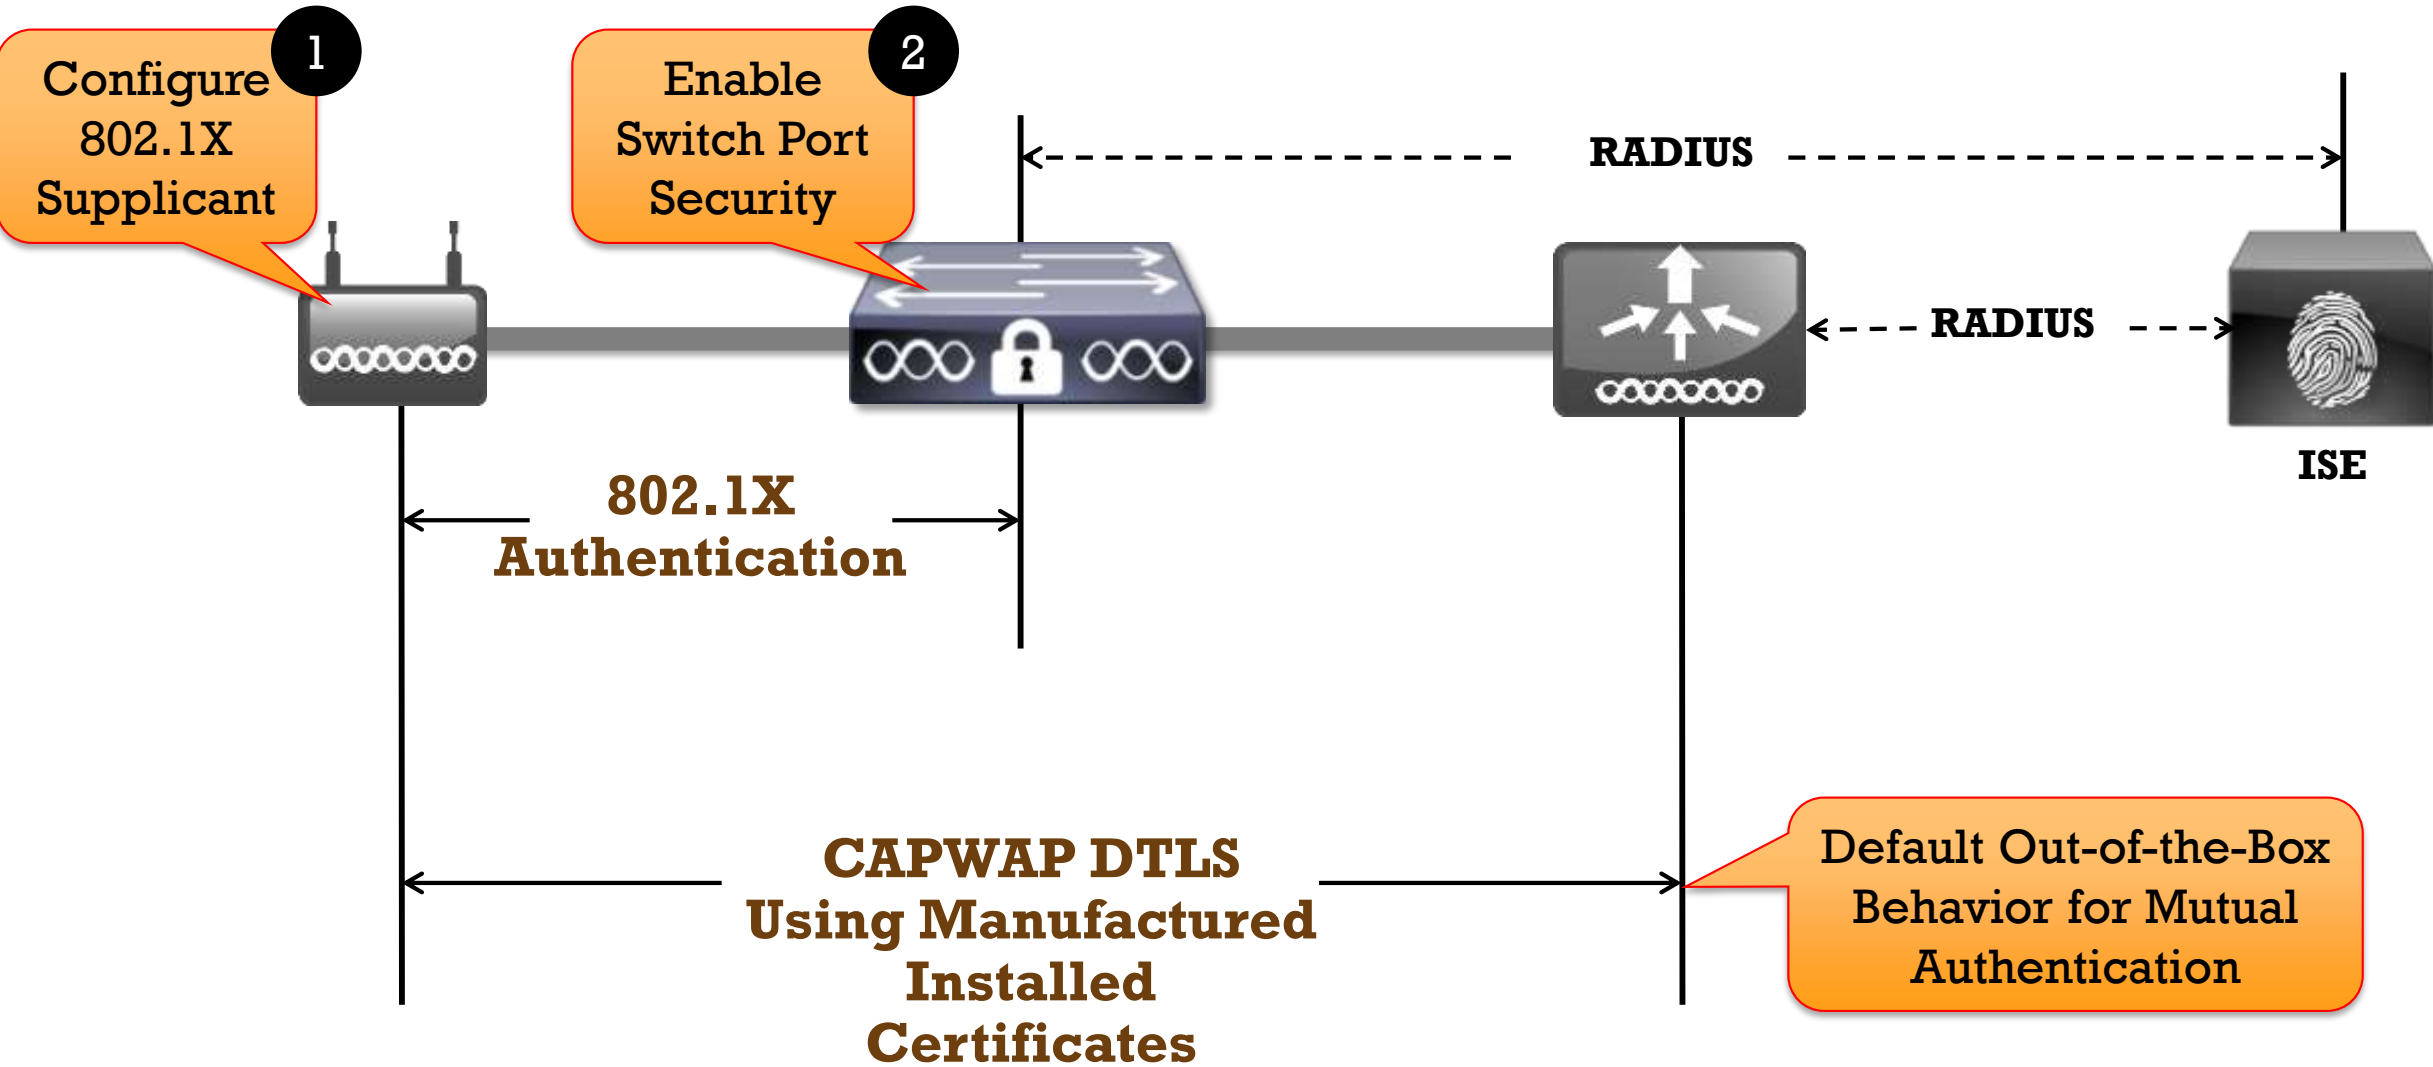 Configure
802.1X
Supplicant
1
Enable
Switch Port
Security
2
RADIUS
RADIUS
ISE
802.1X
Authentication
CAPWAP DTLS
Using Manufactured
Installed
Certificates
Default Out-of-the-Box
Behavior for Mutual
Authentication